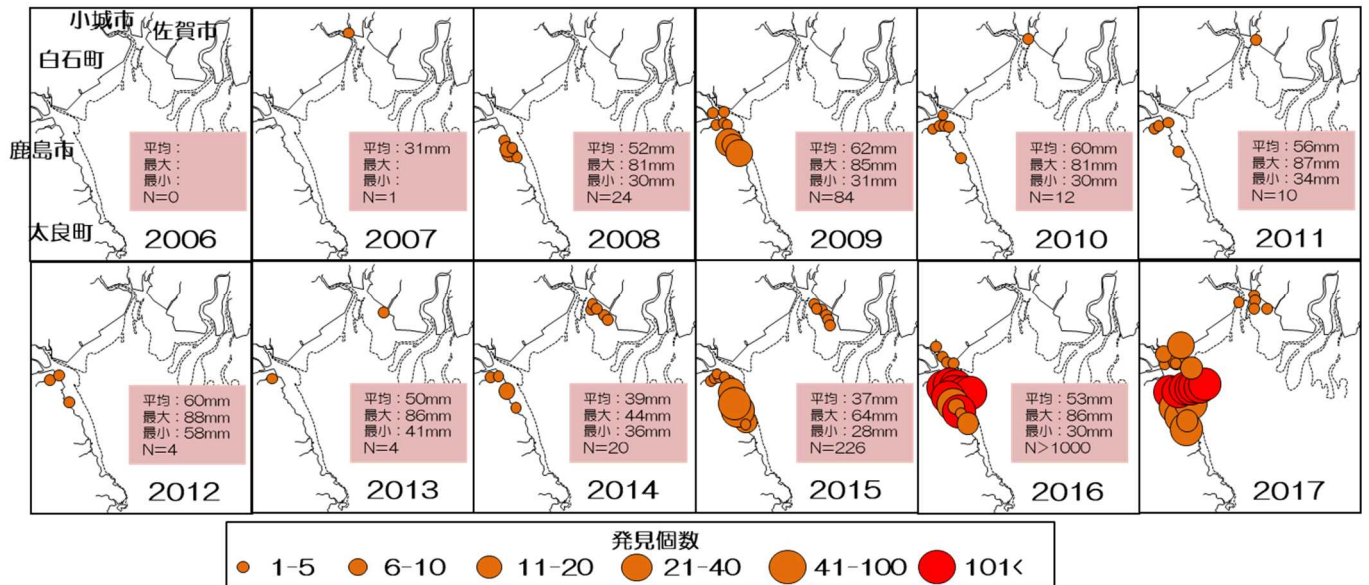 小城市
佐賀市
白石町
鹿島市
太良町
平均：
最大：
最小：
N=0
2006
平均：31mm
最大：
最小：
N=1
2007
平均：52mm
最大：81mm
最小：30mm
N=24
2008
平均：62mm
最大：85mm
最小：31mm
N=84
2009
平均：60mm
最大：81mm
最小：30mm
N=12
2010
平均：56mm
最大：87mm
最小：34mm
N=10
2011
平均：60mm
最大：88mm
最小：58mm
N=4
2012
平均：50mm
最大：86mm
最小：41mm
N=4
2013
平均：39mm
最大：44mm
最小：36mm
N=20
2014
平均：37mm
最大：64mm
最小：28mm
N=226
2015
平均：53mm
最大：86mm
最小：30mm
N>1000
2016
2017
発見個数
1-5 6-10 11-20 21-40 41-100 101<